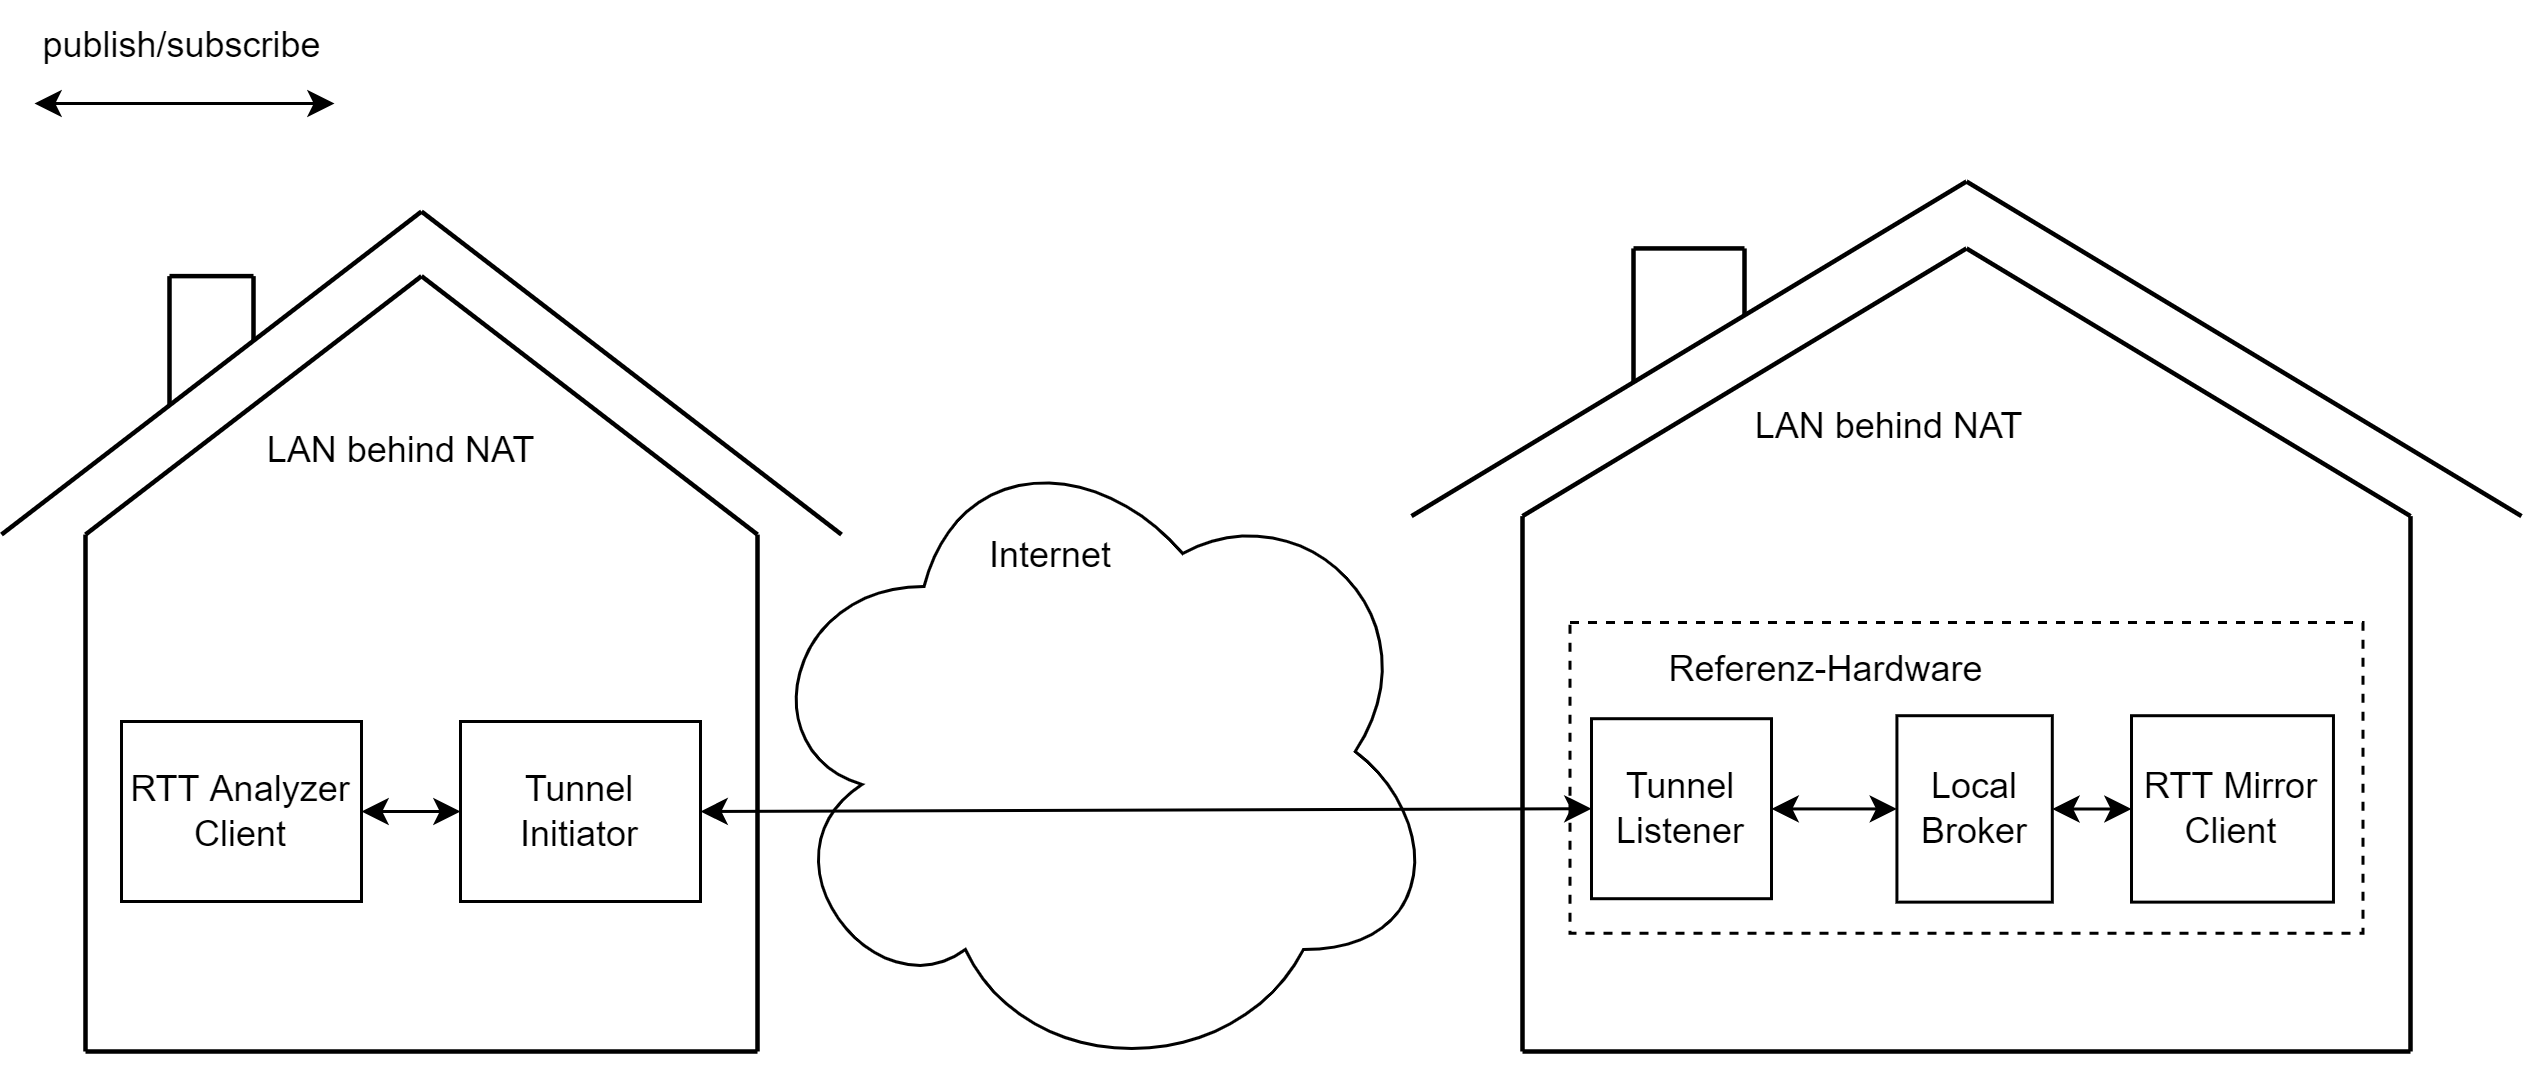 publish/subscribe
LAN behind NAT
LAN behind NAT
Internet
Referenz-Hardware
RTT Analyzer
Client
Tunnel
Initiator
Tunnel
Listener
Local
Broker
RTT Mirror
Client